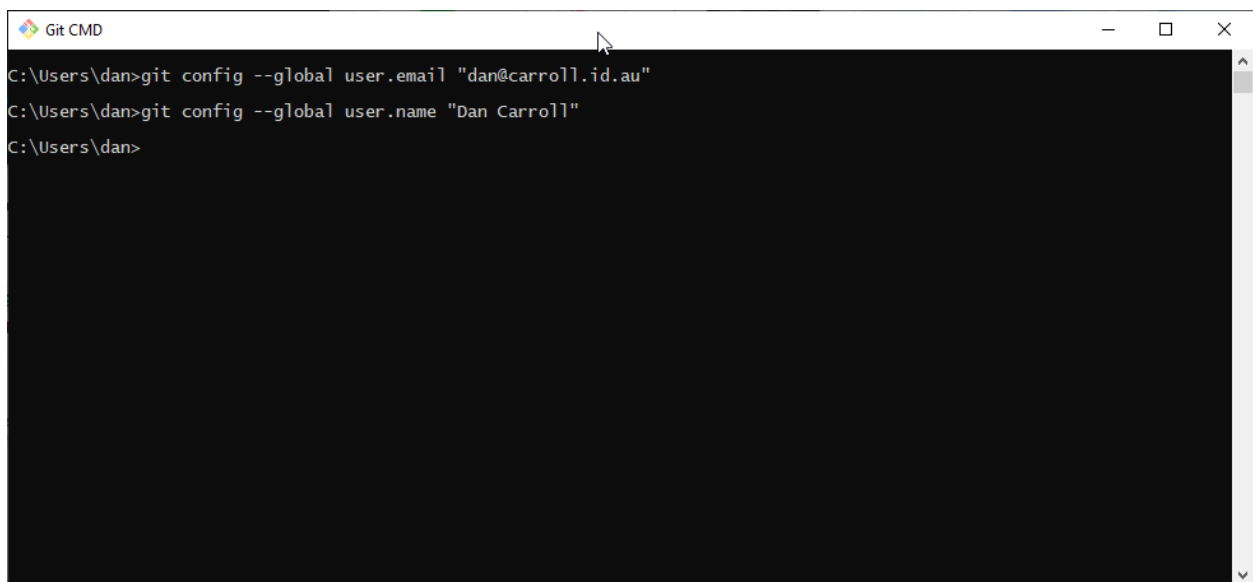 Git CMD
C:\Users\dan>git config --global user.email "dan@carroll.id.au"
C:\Users\dan>git config --global user.name "Dan Carroll"
C:\Users\dan>